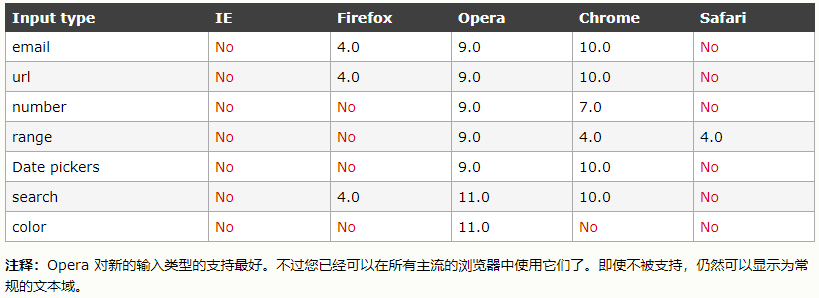 Input type IE Firefox Opera Chrome Safari
email No 4.0 9.0 10.0 No
url No 4.0 9.0 10.0 No
number No No 9.0 7.0 No
range No No 9.0 4.0 4.0
Date pickers No No 9.0 10.0 No
search No 4.0 11.0 10.0 No
color No No 11.0 No No
注释：Opera 对新的输入类型的支持最好。不过您已经可以在所有主流的浏览器中使用它们了。即使不被支持，仍然可以显示为常
规的文本域。